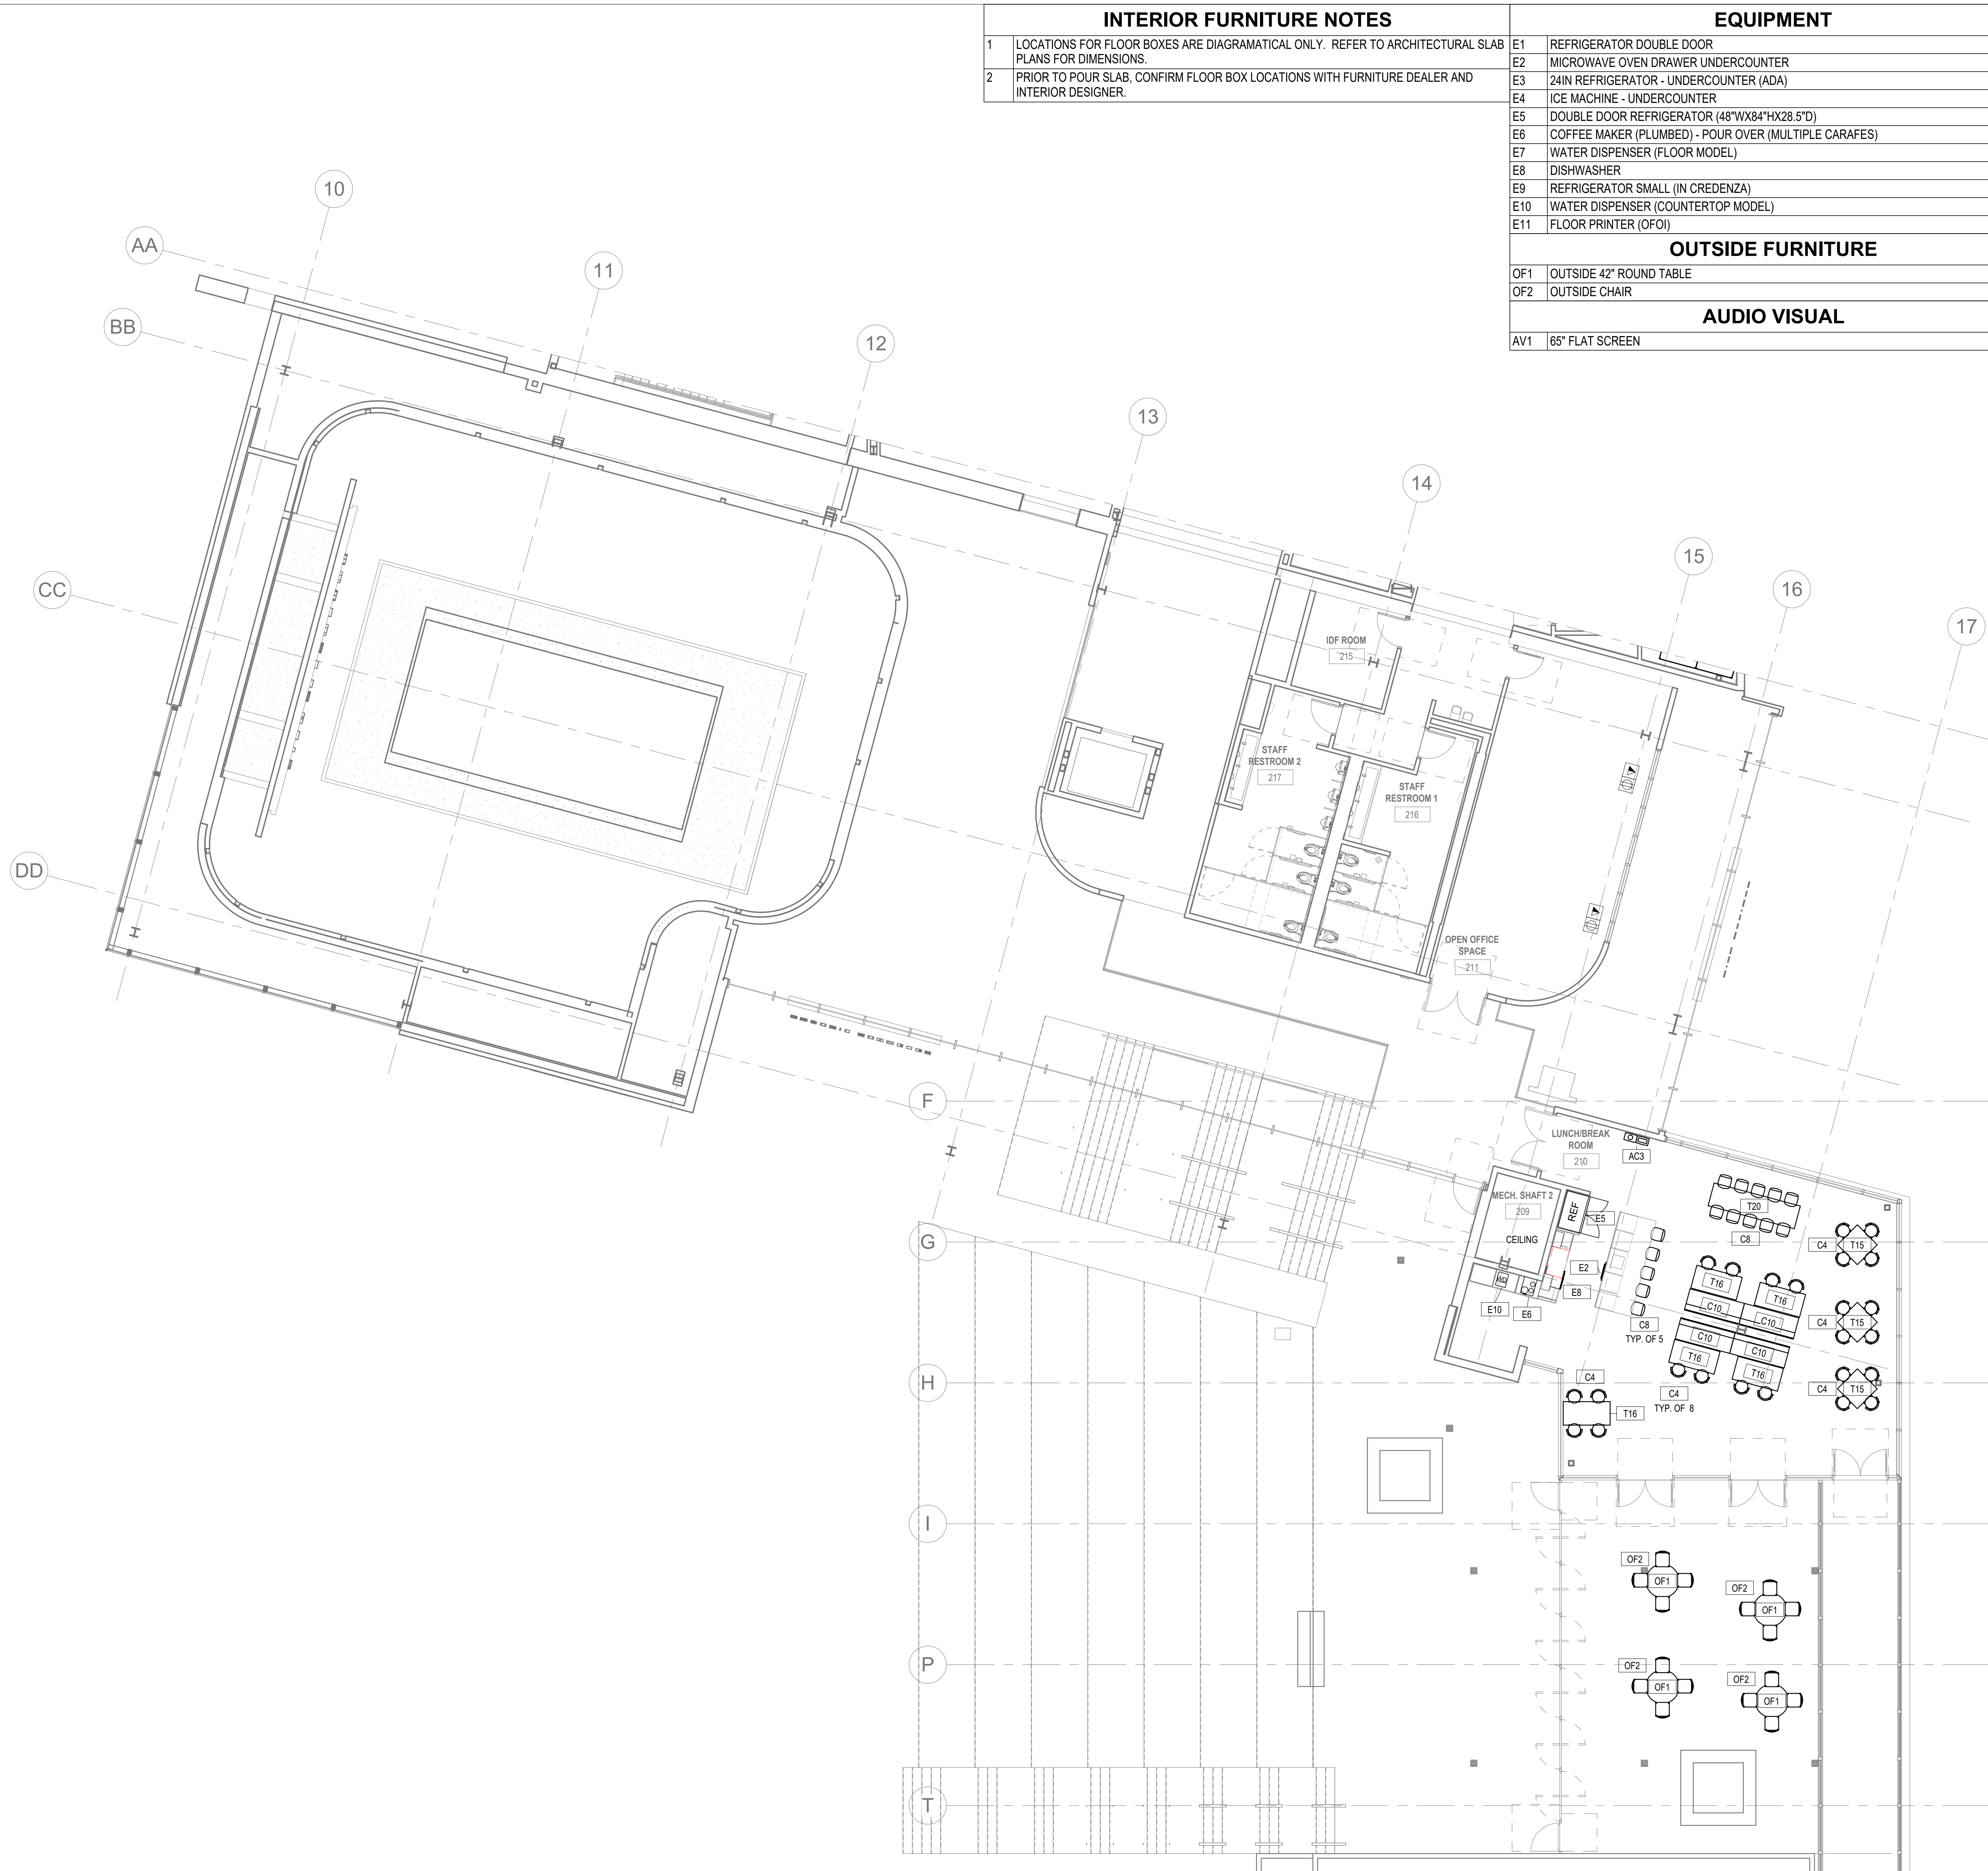 INTERIOR FURNITURE NOTES
1 LOCATIONS FOR FLOOR BOXES ARE DIAGRAMATICAL ONLY. REFER TO ARCHITECTURAL SLAB
PLANS FOR DIMENSIONS.
2 PRIOR TO POUR SLAB, CONFIRM FLOOR BOX LOCATIONS WITH FURNITURE DEALER AND
INTERIOR DESIGNER.
EQUIPMENT
E1 REFRIGERATOR DOUBLE DOOR
E2 MICROWAVE OVEN DRAWER UNDERCOUNTER
E3 24IN REFRIGERATOR - UNDERCOUNTER (ADA)
E4 ICE MACHINE - UNDERCOUNTER
E5 DOUBLE DOOR REFRIGERATOR (48"WX84"HX28.5"D)
E6 COFFEE MAKER (PLUMBED) - POUR OVER (MULTIPLE CARAFES)
E7 WATER DISPENSER (FLOOR MODEL)
E8 DISHWASHER
E9 REFRIGERATOR SMALL (IN CREDENZA)
E10 WATER DISPENSER (COUNTERTOP MODEL)
E11 FLOOR PRINTER (OFOI)
OUTSIDE FURNITURE
OF1 OUTSIDE 42" ROUND TABLE
OF2 OUTSIDE CHAIR
AUDIO VISUAL
AV1 65" FLAT SCREEN
10
AA
11
BB
12
13
14
15
CC
16
17
IDF ROOM
215
STAFF
RESTROOM 2
217
STAFF
RESTROOM 1
216
DD
OPEN OFFICE
SPACE
211
F
LUNCH/BREAK
ROOM
210
AC3
MECH. SHAFT 2
209
REF
E5
CEILING
T20
C8
G
C4 T15
E2
E8
WD
E10
E6
C8
TYP. OF 5
T16
T16
C10
C10
C10
C10
T16
T16
C4 T15
C4
TYP. OF 8
C4 T15
H
C4
T16
I
OF2
OF1
OF2
OF1
P
OF2
OF1
OF2
OF1
T